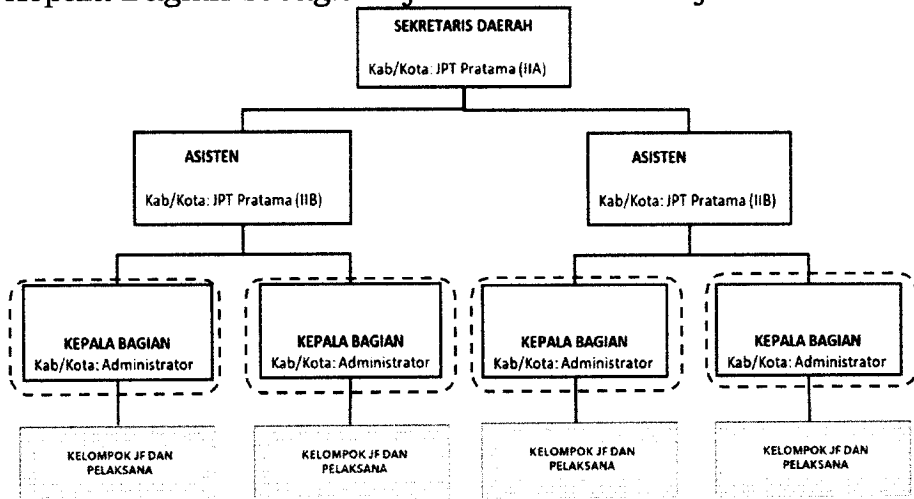 SEKRETARIS DAERAH
Kab/Kota: JPT Pratama (IIA)
ASISTEN
Kab/Kota: JPT Pratama (IIB)
ASISTEN
Kab/Kota: JPT Pratama (IIB)
KEPALA BAGIAN
Kab/Kota: Administrator
KEPALA BAGIAN
Kab/Kota: Administrator
KEPALA BAGIAN
Kab/Kota: Administrator
KEPALA BAGIAN
Kab/Kota: Administrator
KELOMPOK JF DAN
PELAKSANA
KELOMPOK JF DAN
PELAKSANA
KELOMPOK JF DAN
PELAKSANA
KELOMPOK JF DAN
PELAKSANA